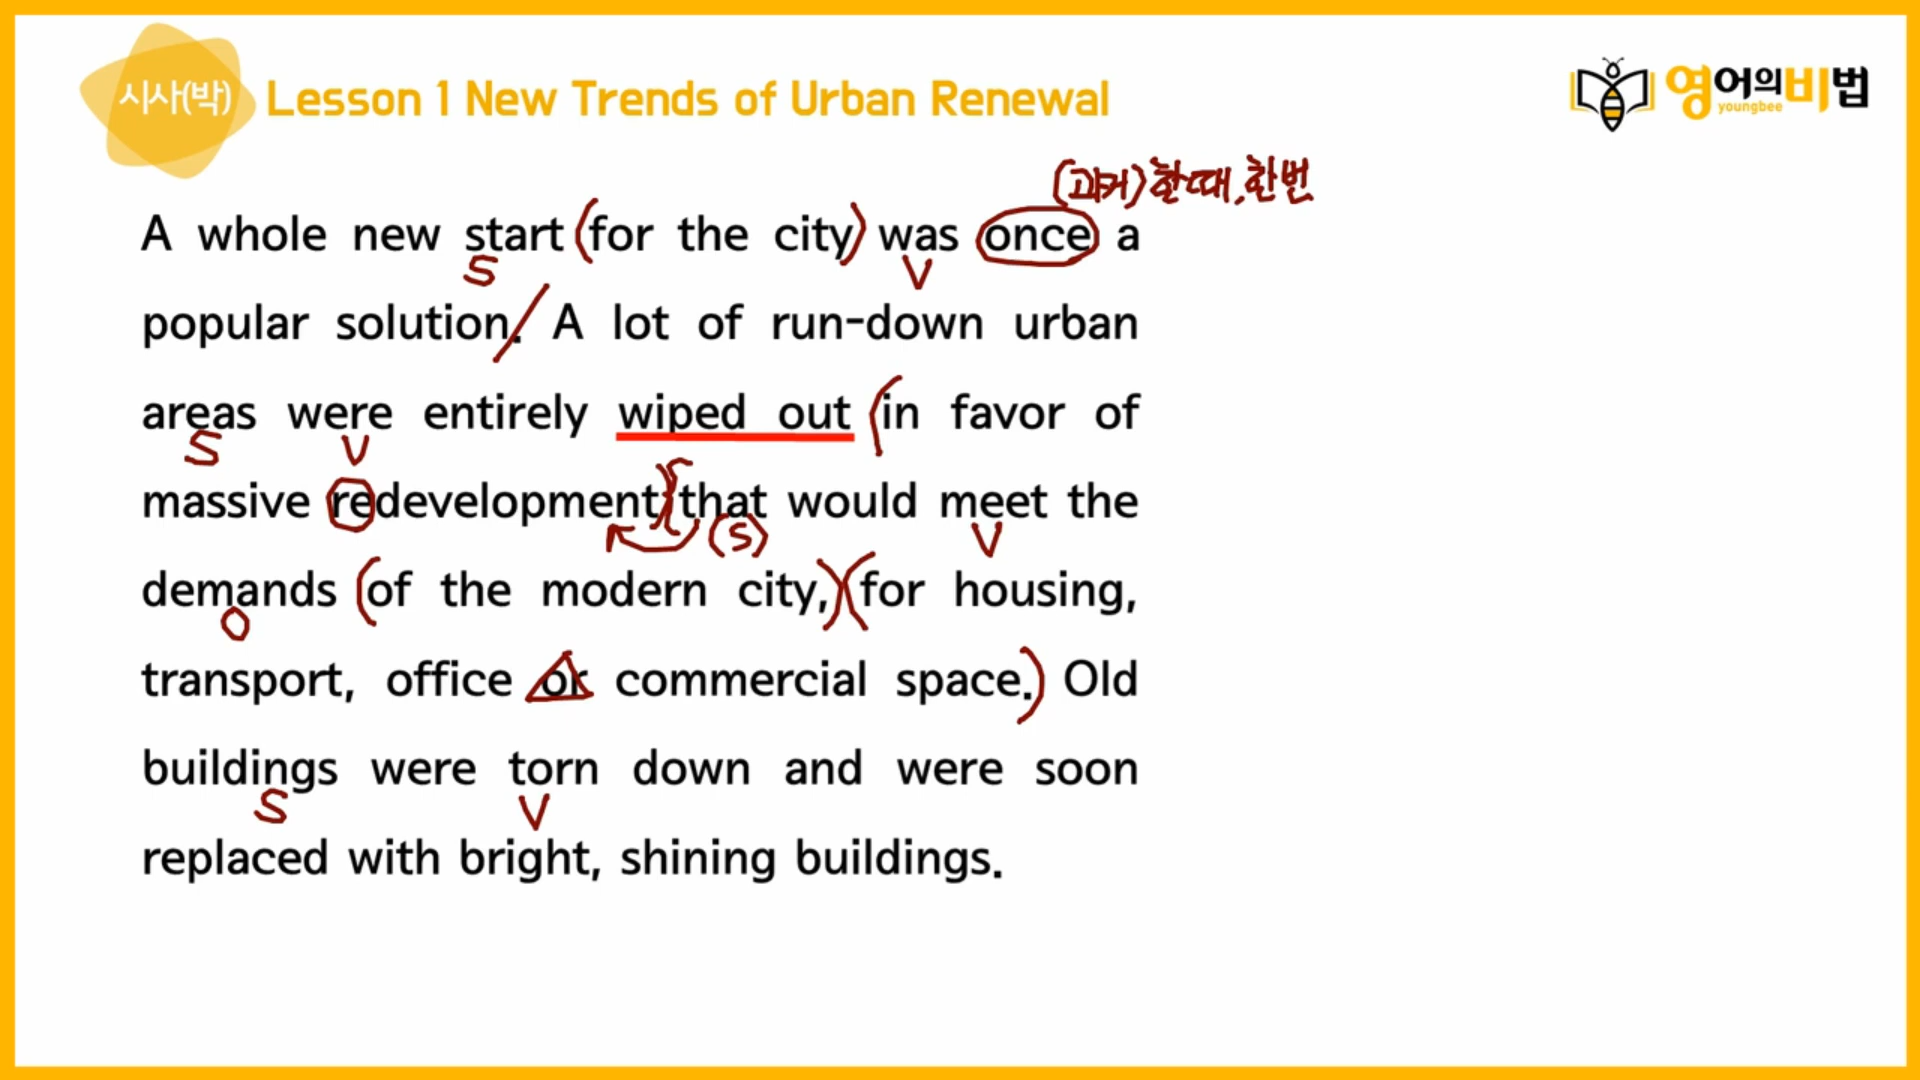 시사(박) Lesson 1 New Trends of Urban Renewal
영어의비법
youngbee
(과거) 한때, 한번
A whole new start (for the city) was once a
S V
popular solution. / A lot of run-down urban
areas were entirely wiped out (in favor of
S V
massive redevelopment) { that would meet the
(S) V
demands (of the modern city,) (for housing,
O
transport, office or commercial space.) Old
buildings were torn down and were soon
S V
replaced with bright, shining buildings.